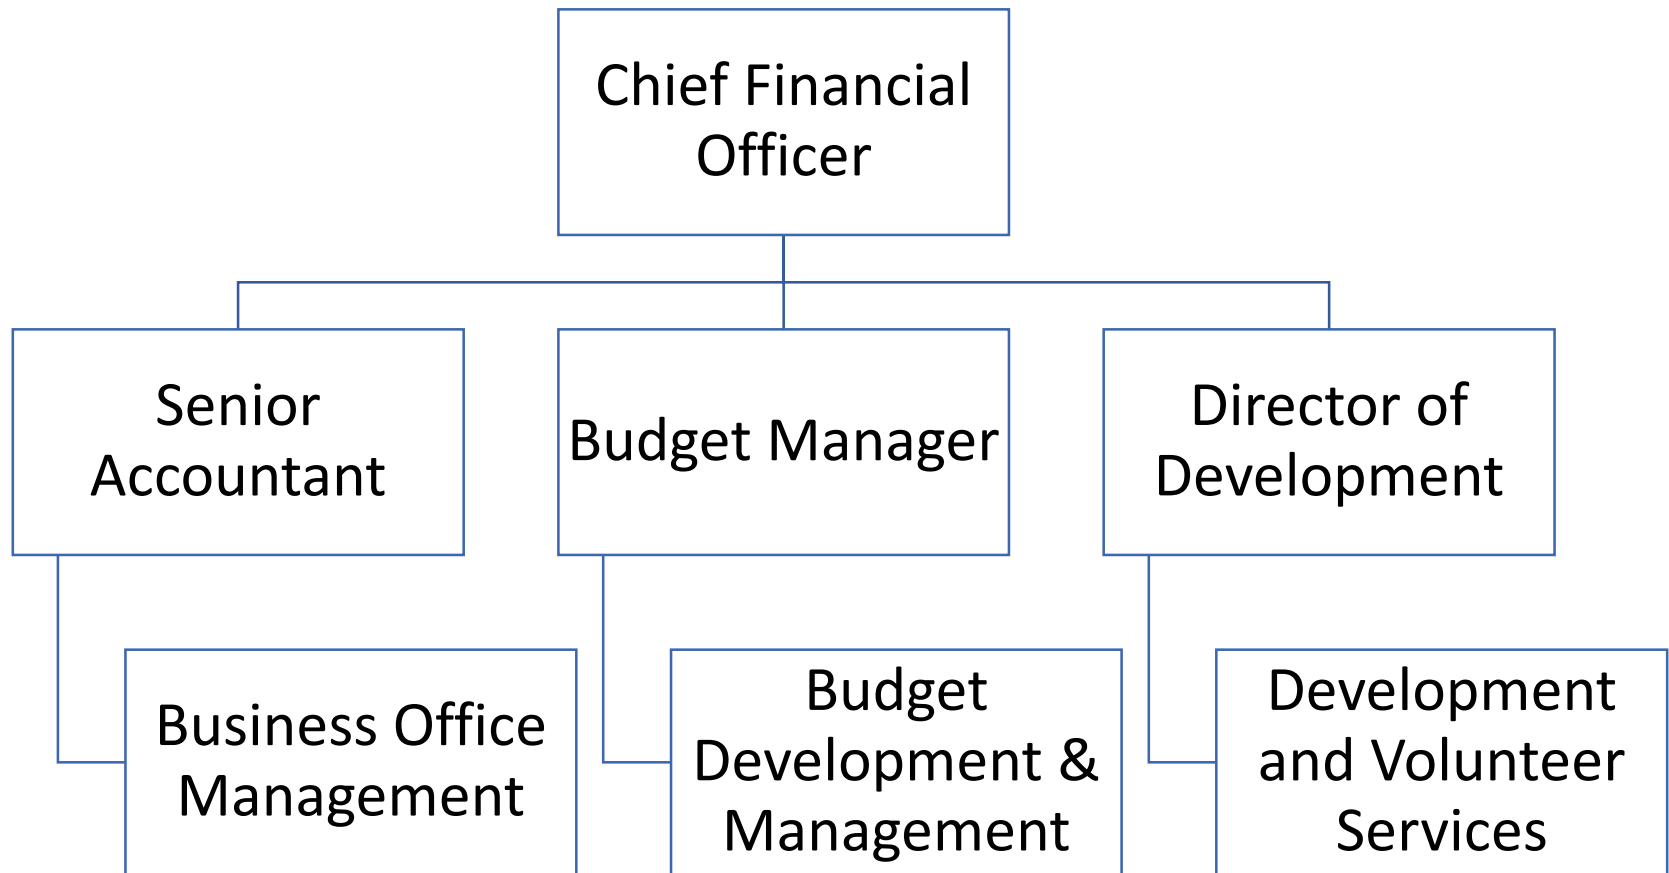 Chief Financial
Officer
Senior
Accountant
Budget Manager
Director of
Development
Business Office
Management
Budget
Development &
Management
Development
and Volunteer
Services